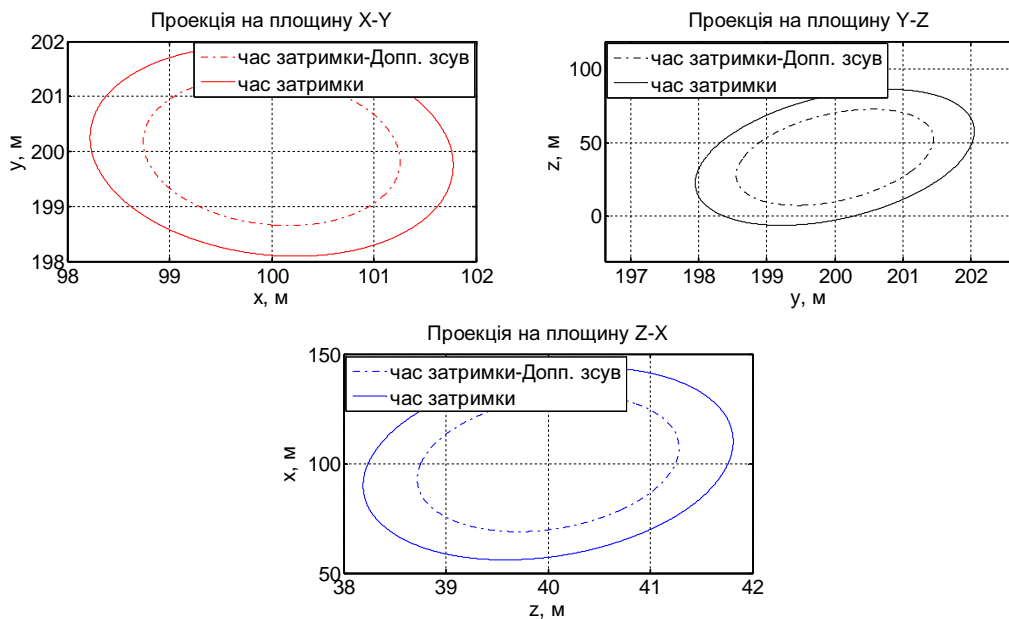 Проекція на площину X-Y
202
201
200
199
198
y, м
98
99
100
101
102
x, м
час затримки-Допп. зсув
час затримки
Проекція на площину Y-Z
100
50
0
z, м
197
198
199
200
201
202
y, м
час затримки-Допп. зсув
час затримки
Проекція на площину Z-X
150
100
50
x, м
38
39
40
41
42
z, м
час затримки-Допп. зсув
час затримки